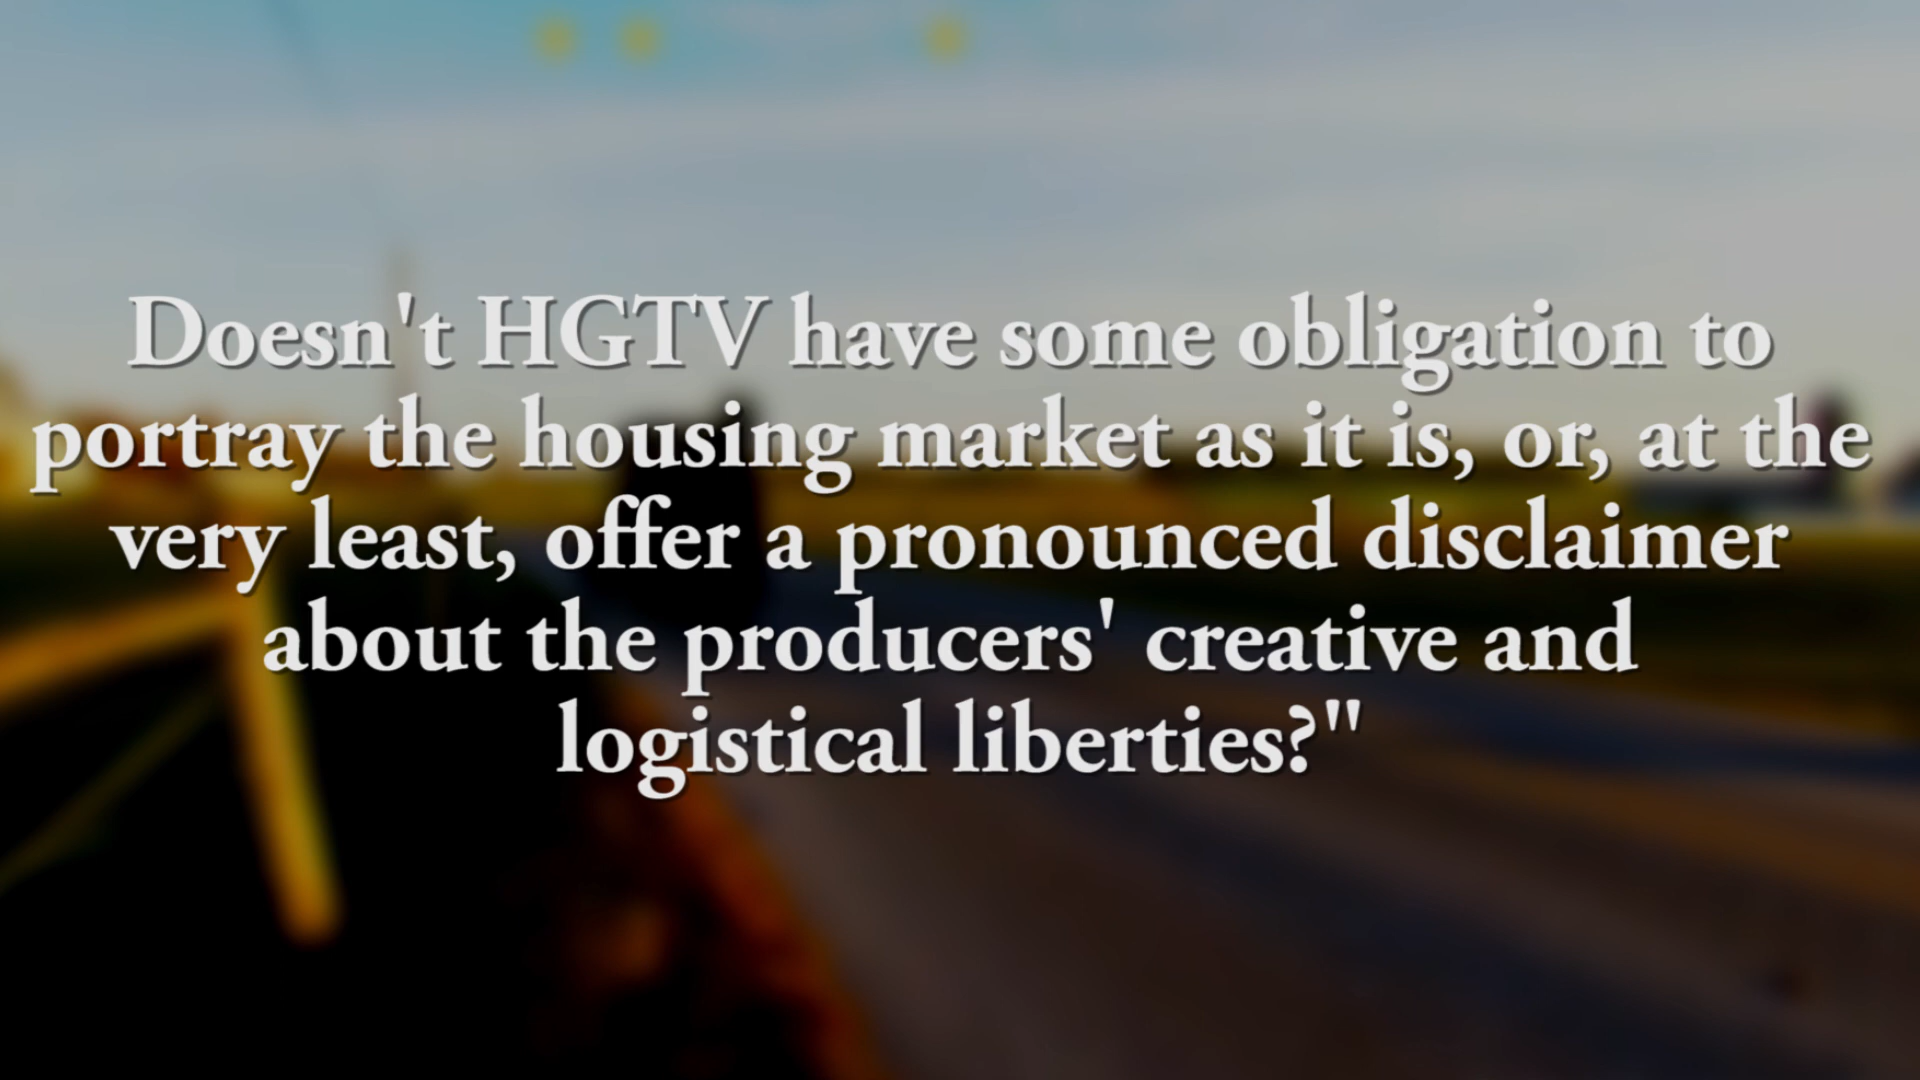 Doesn't HGTV have some obligation to
portray the housing market as it is, or, at the
very least, offer a pronounced disclaimer
about the producers' creative and
logistical liberties?"